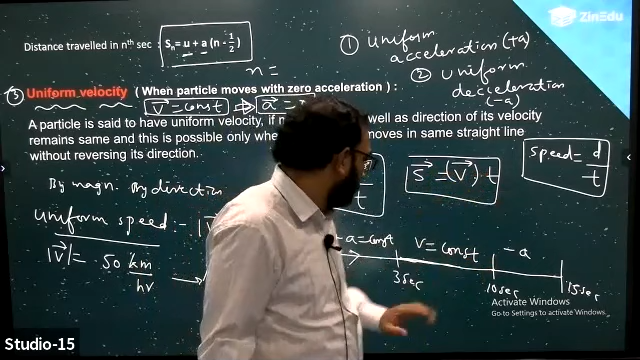 ZinEdu
Distance travelled in nth sec : Sn = u + a (n - 1/2)
n =
① Uniform
acceleration (+a)
② Uniform
decceleration
(-a)
③ Uniform velocity ( When particle moves with zero acceleration ) :
v⃗ = const ⇒ a⃗ =
A particle is said to have uniform velocity, if well as direction of its velocity
remains same and this is possible only when moves in same straight line
without reversing its direction.
speed = d/t
s⃗ = (v⃗) t
By magn. By direction
Uniform speed - |v
|v⃗| = 50 km/hr
a = const v = const -a
3sec 10sec 15sec
Activate Windows
Go to Settings to activate Windows.
Studio-15